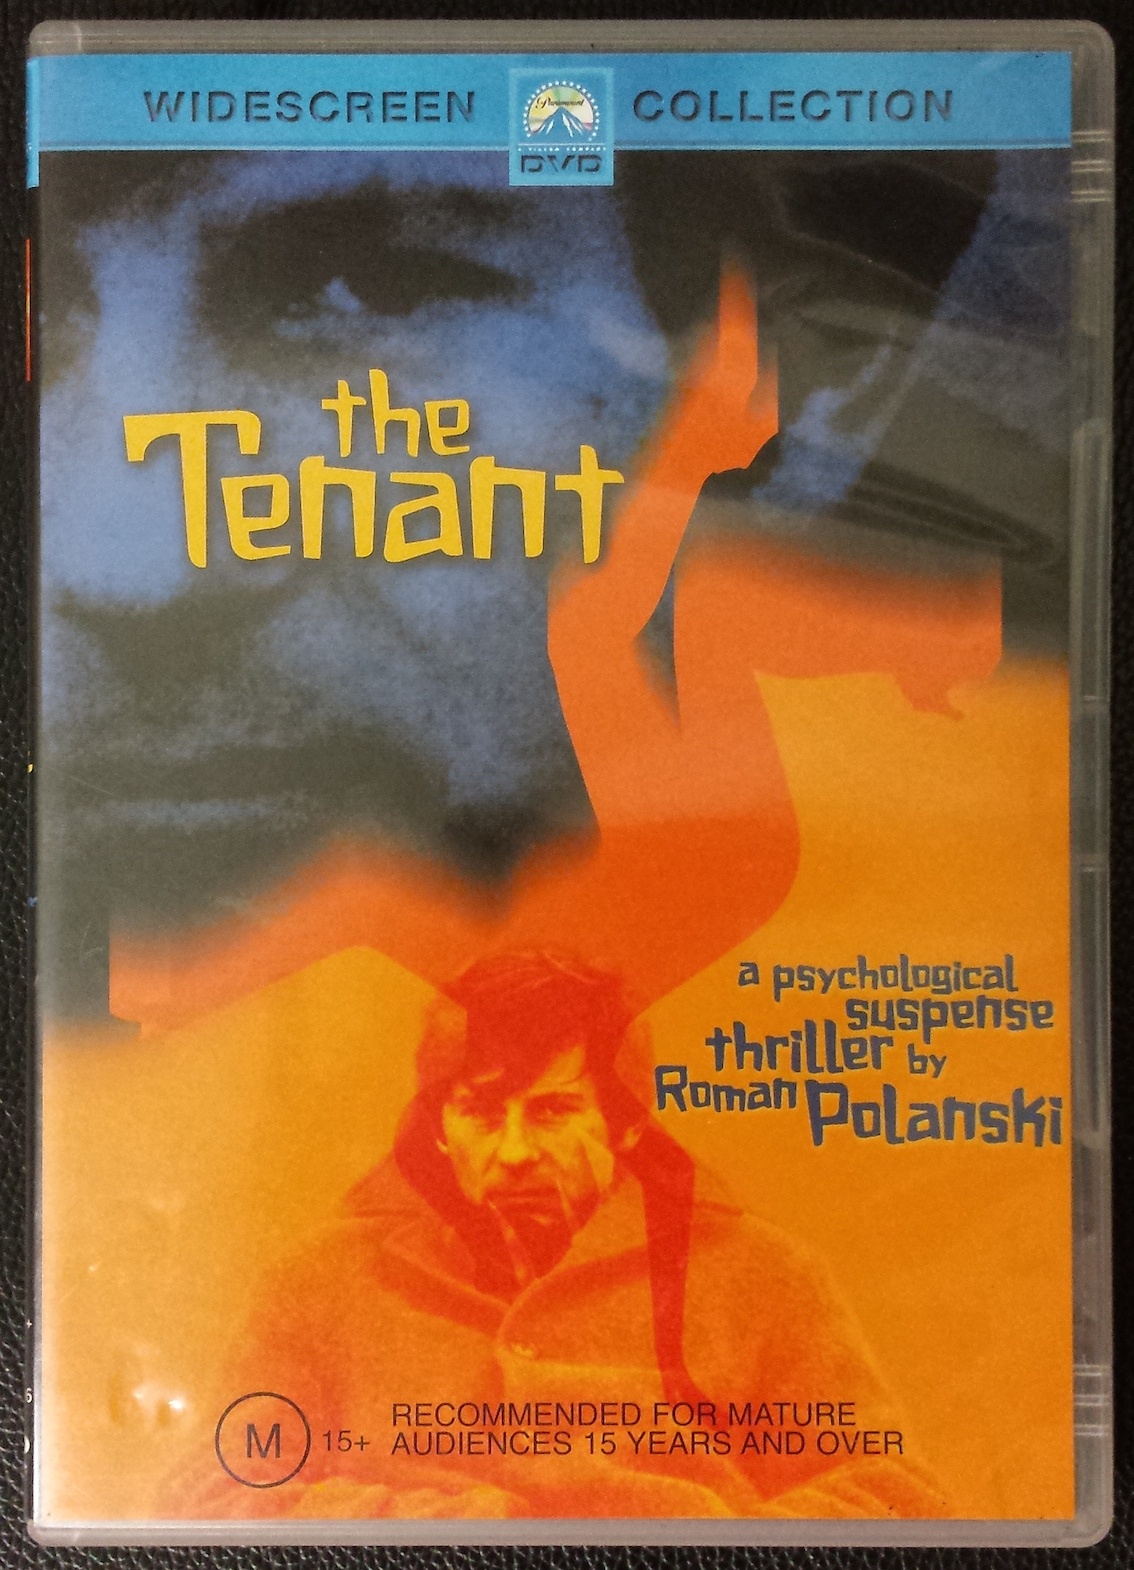 WIDESCREEN COLLECTION
Paramount
DVD
the
Tenant
a psychological
suspense
thriller by
Roman Polanski
M 15+ RECOMMENDED FOR MATURE
AUDIENCES 15 YEARS AND OVER